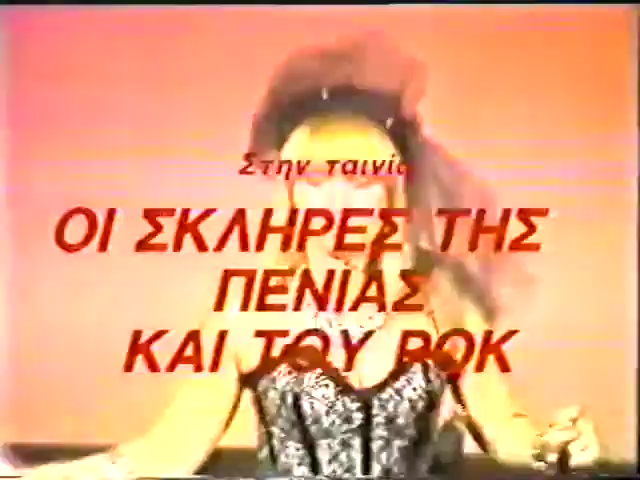 Στην ταινία
ΟΙ ΣΚΛΗΡΕΣ ΤΗΣ
ΠΕΝΙΑΣ
ΚΑΙ ΤΟΥ ΡΟΚ